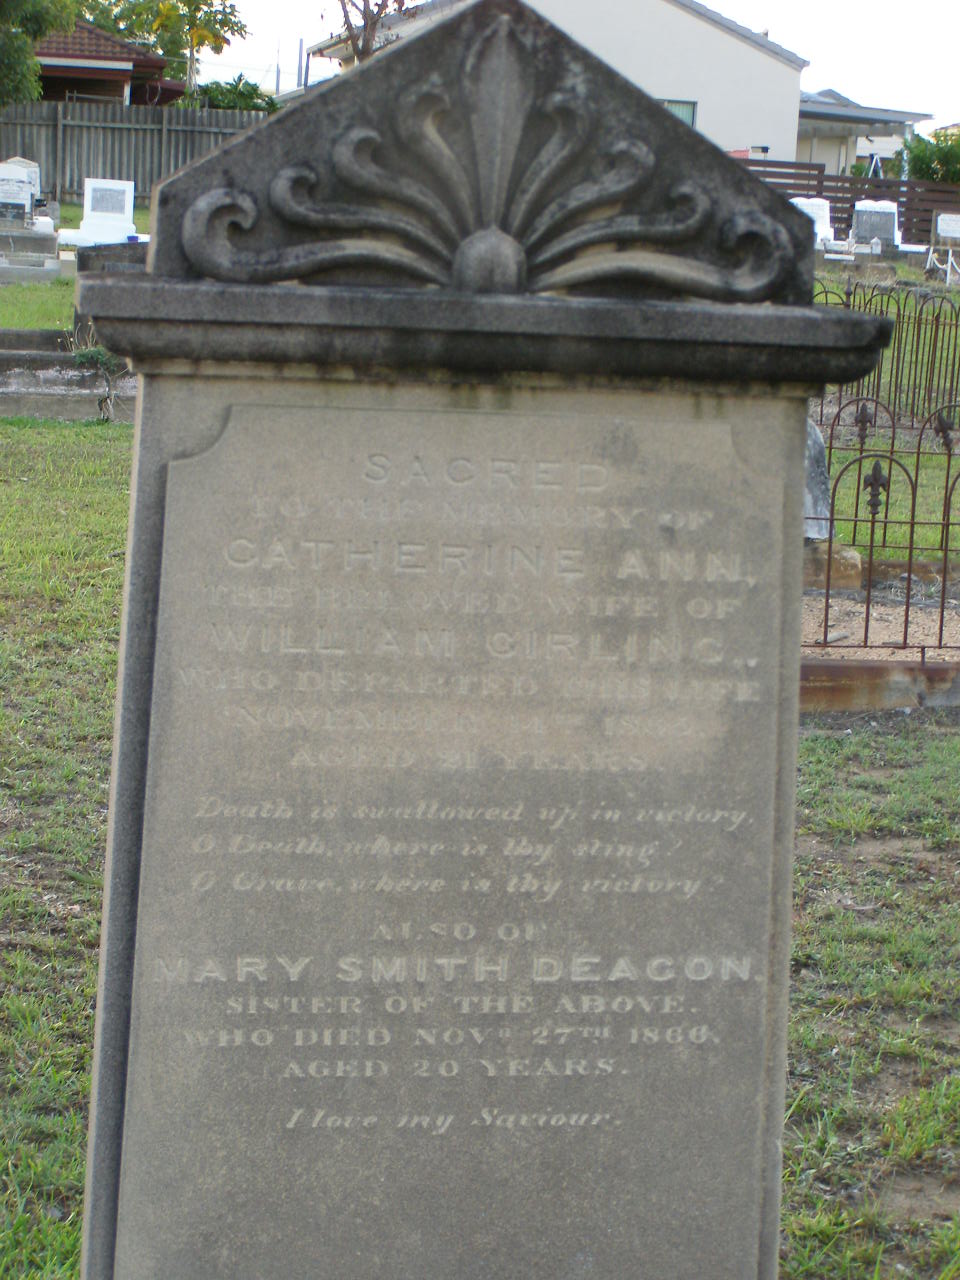 SACRED
TO THE MEMORY OF
CATHERINE ANN,
THE BELOVED WIFE OF
WILLIAM GIRLING,
WHO DEPARTED THIS LIFE
NOVEMBER 14TH
AGED 21 YEARS.
Death is swallowed up in victory,
O Death, where is thy sting?
O Grave, where is thy victory?
ALSO OF
MARY SMITH DEACON.
SISTER OF THE ABOVE.
WHO DIED NOVR 27TH 1866.
AGED 20 YEARS.
I love my Saviour.